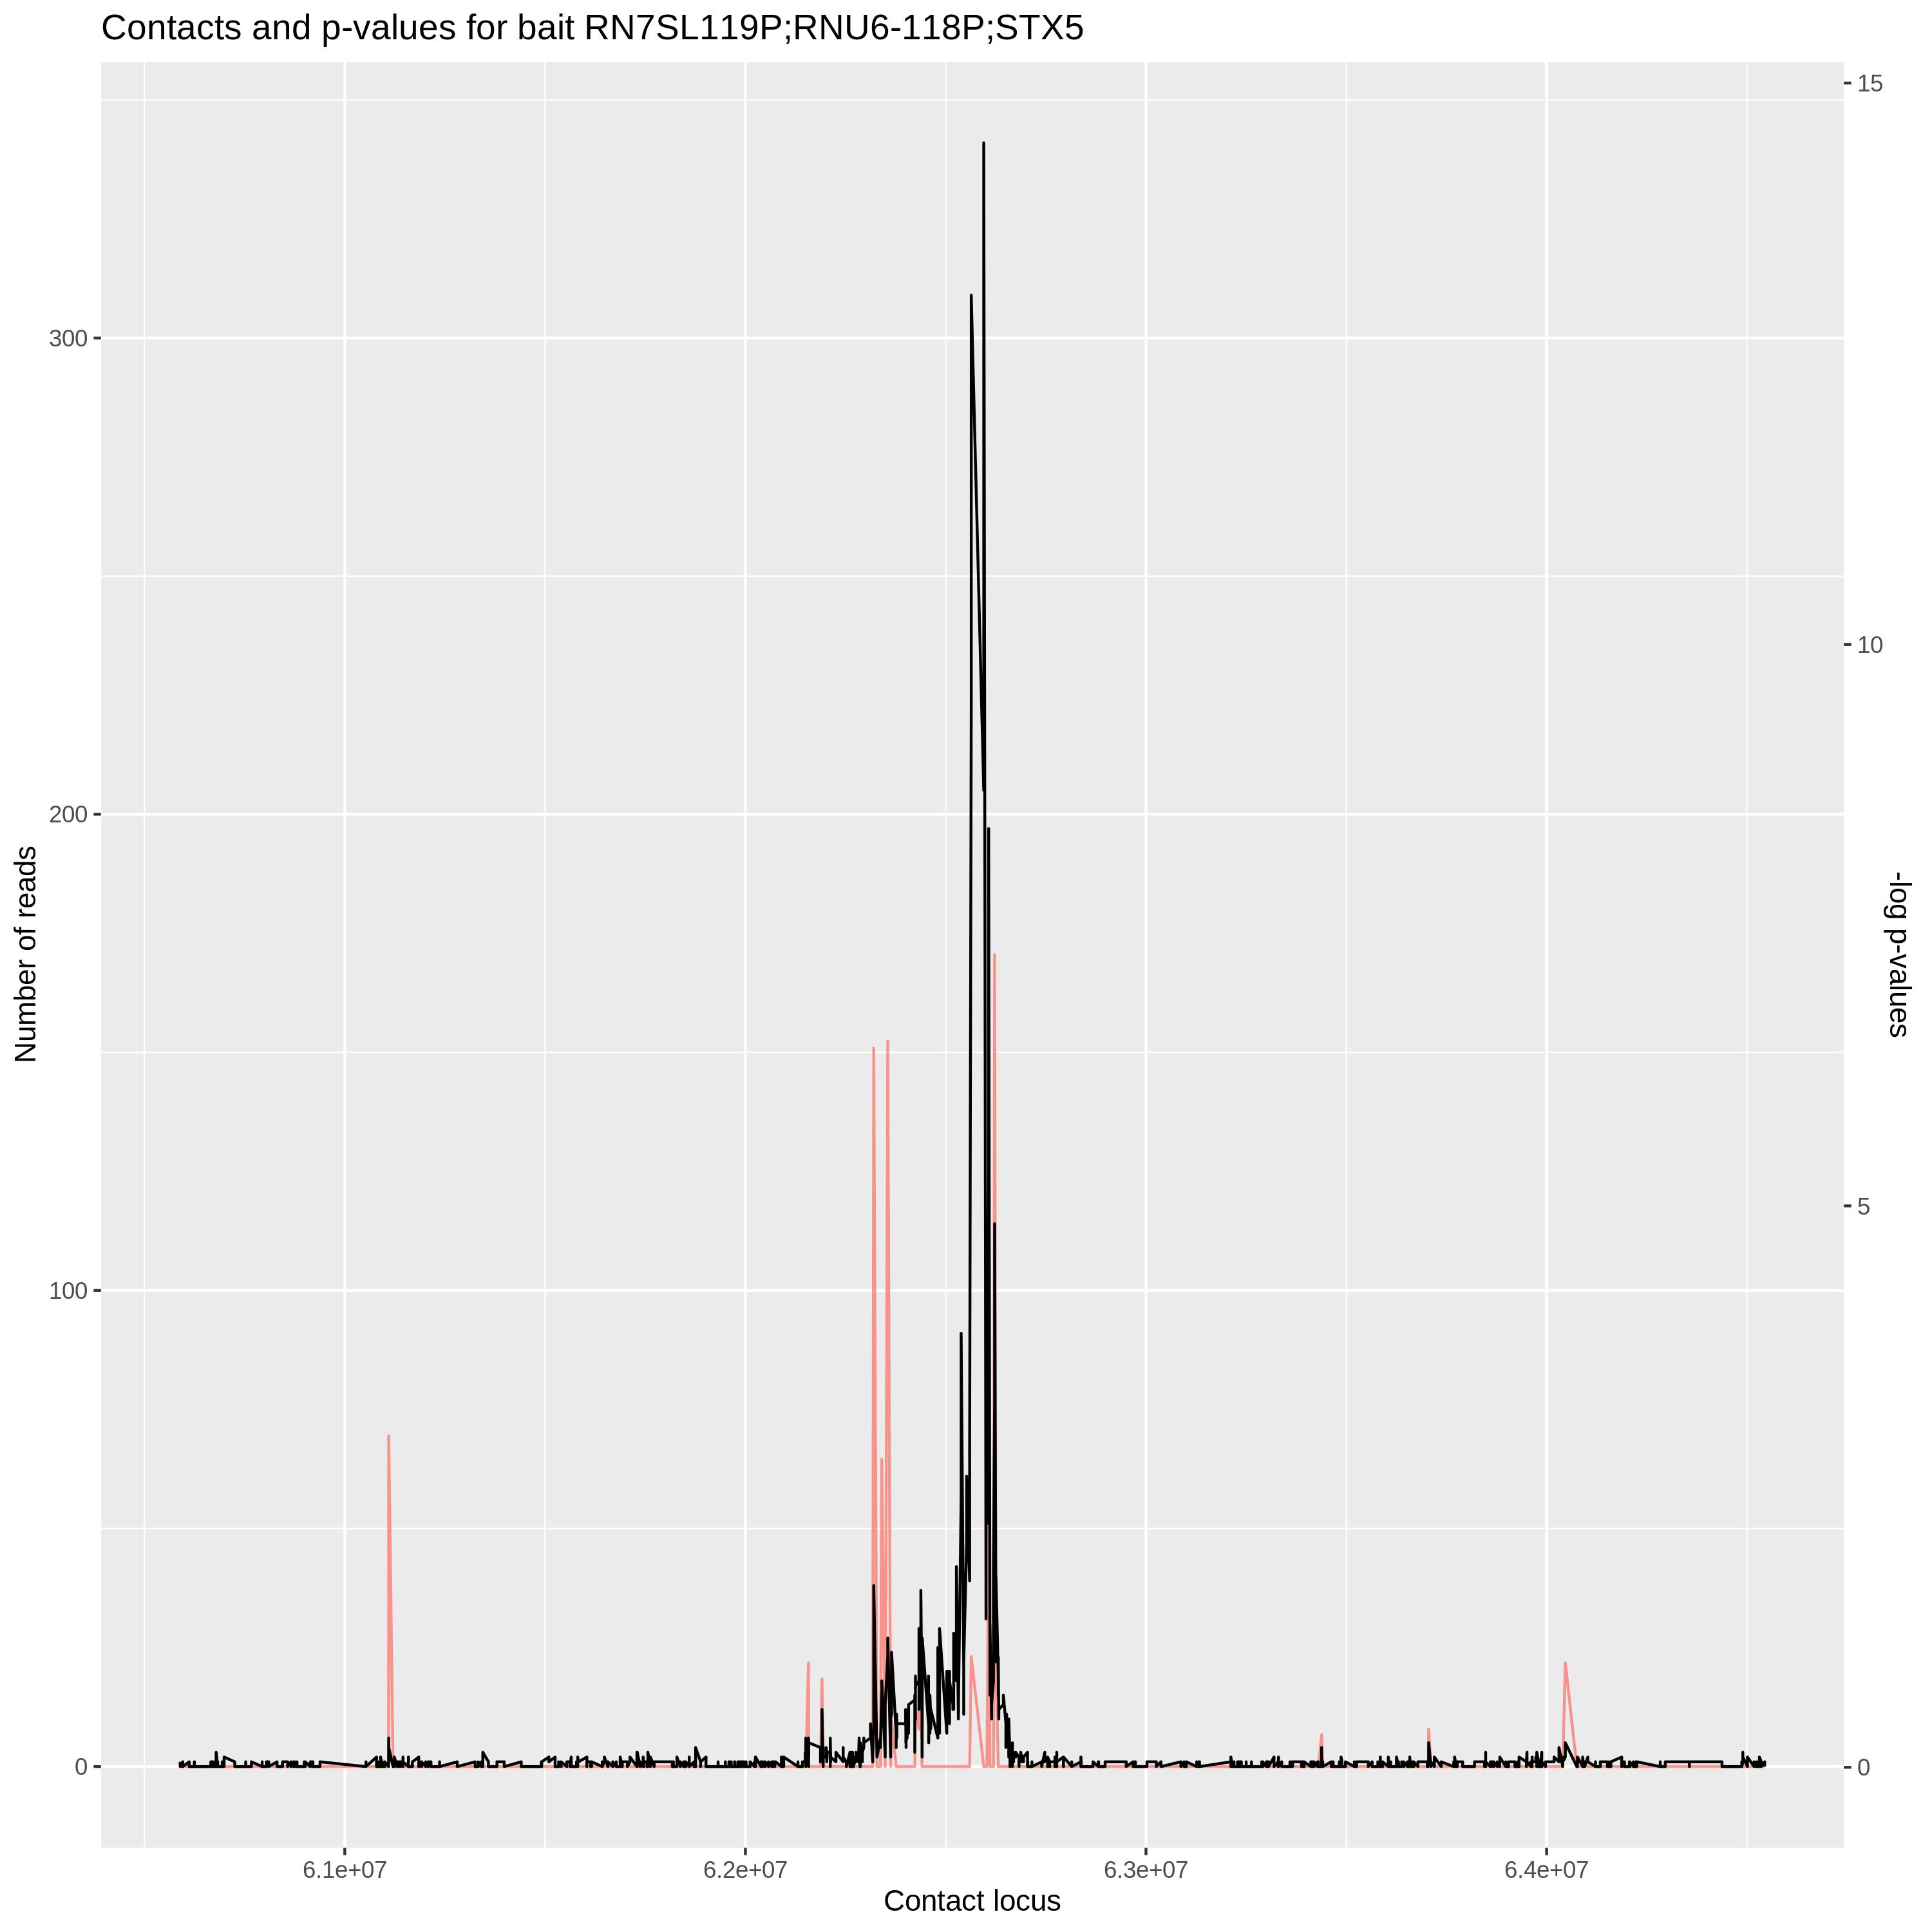 Contacts and p-values for bait RN7SL119P;RNU6-118P;STX5
15
300
10
200
Number of reads
-log p-values
5
100
0
0
6.1e+07
6.2e+07
6.3e+07
6.4e+07
Contact locus